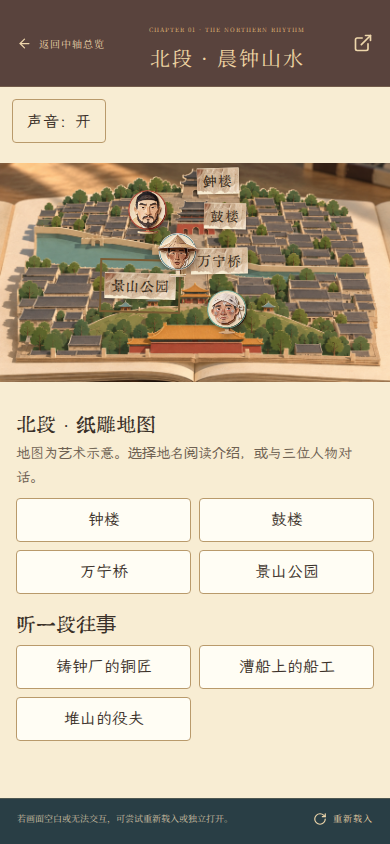 CHAPTER 01 · THE NORTHERN RHYTHM
返回中轴总览
北段 · 晨钟山水
声音：开
钟楼
鼓楼
万宁桥
景山公园
北段 · 纸雕地图
地图为艺术示意。选择地名阅读介绍，或与三位人物对
话。
钟楼
鼓楼
万宁桥
景山公园
听一段往事
铸钟厂的铜匠
漕船上的船工
堆山的役夫
若画面空白或无法交互，可尝试重新载入或独立打开。
重新载入